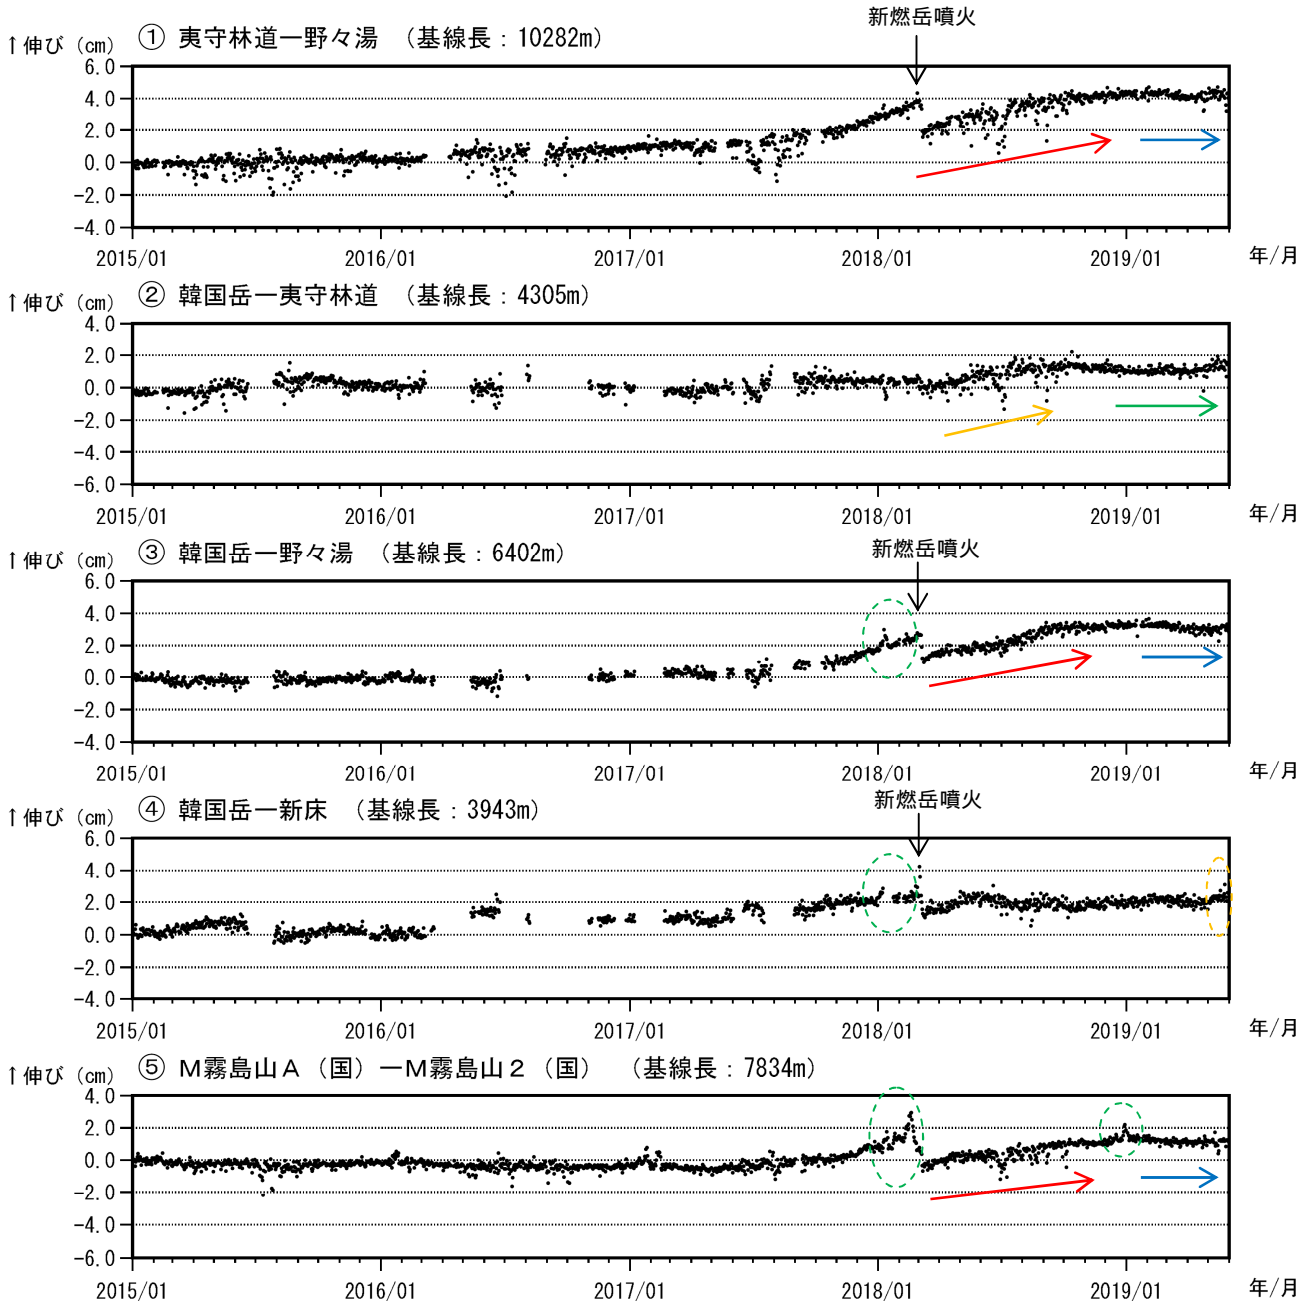 新燃岳噴火
↑伸び（cm） ① 夷守林道－野々湯 （基線長：10282m）
6.0
4.0
2.0
0.0
-2.0
-4.0
2015/01 2016/01 2017/01 2018/01 2019/01 年/月
↑伸び（cm） ② 韓国岳－夷守林道 （基線長：4305m）
4.0
2.0
0.0
-2.0
-4.0
-6.0
2015/01 2016/01 2017/01 2018/01 2019/01 年/月
↑伸び（cm） ③ 韓国岳－野々湯 （基線長：6402m） 新燃岳噴火
6.0
4.0
2.0
0.0
-2.0
-4.0
2015/01 2016/01 2017/01 2018/01 2019/01 年/月
↑伸び（cm） ④ 韓国岳－新床 （基線長：3943m） 新燃岳噴火
6.0
4.0
2.0
0.0
-2.0
-4.0
2015/01 2016/01 2017/01 2018/01 2019/01 年/月
↑伸び（cm） ⑤ Ｍ霧島山Ａ（国）－Ｍ霧島山２（国） （基線長：7834m）
4.0
2.0
0.0
-2.0
-4.0
-6.0
2015/01 2016/01 2017/01 2018/01 2019/01 年/月